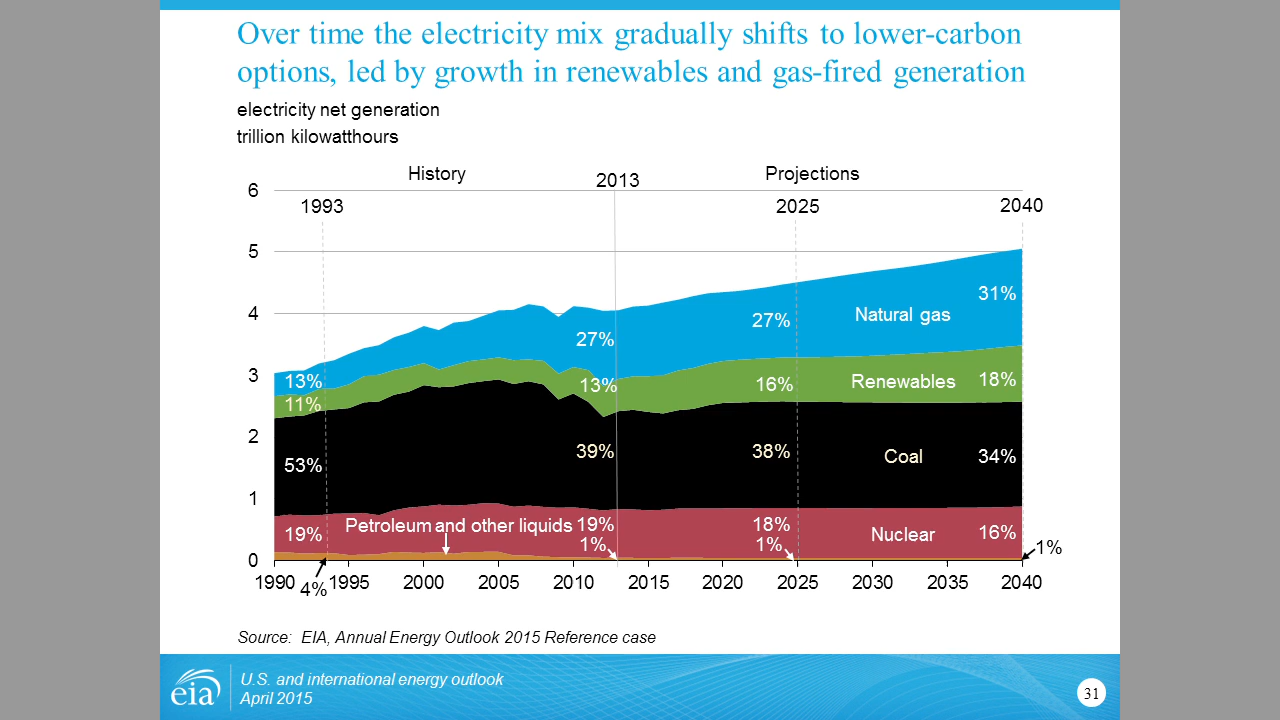 Over time the electricity mix gradually shifts to lower-carbon
options, led by growth in renewables and gas-fired generation
electricity net generation
trillion kilowatthours
History
2013
Projections
6
1993
2025
2040
5
4
3
2
1
0
31%
Natural gas
27%
27%
13%
Renewables
18%
16%
13%
11%
39%
38%
Coal
34%
53%
Petroleum and other liquids
19%
18%
19%
Nuclear
16%
1%
1%
1%
1990
1995
2000
2005
2010
2015
2020
2025
2030
2035
2040
4%
Source: EIA, Annual Energy Outlook 2015 Reference case
eia
U.S. and international energy outlook
April 2015
31